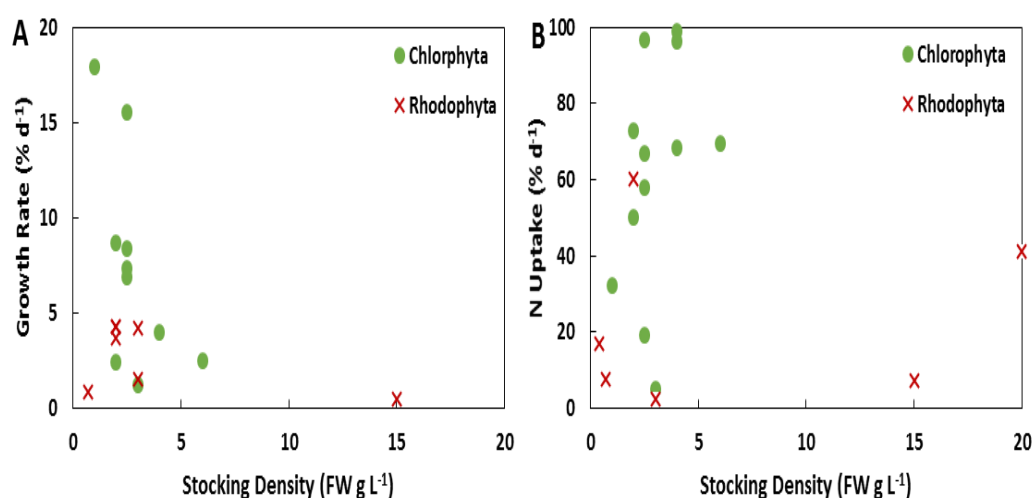 A
20
15
10
5
0
0 5 10 15 20
Growth Rate (% d-1)
Stocking Density (FW g L-1)
Chlorphyta
Rhodophyta
B
100
80
60
40
20
0
0 5 10 15 20
N Uptake (% d-1)
Stocking Density (FW g L-1)
Chlorophyta
Rhodophyta